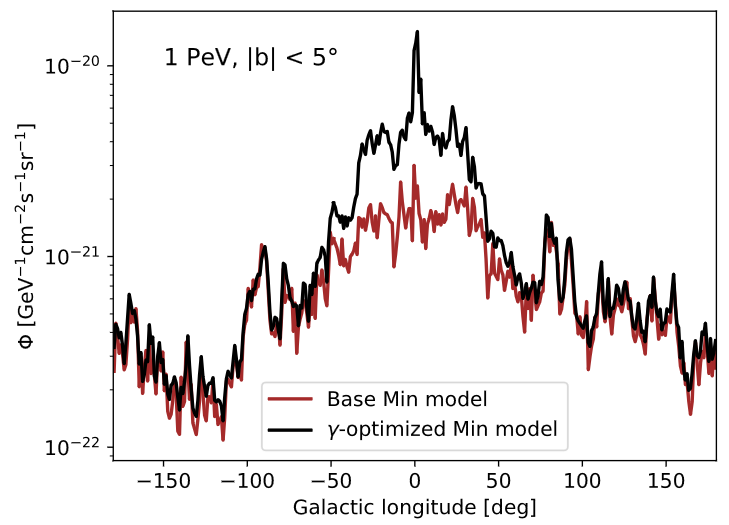 1 PeV, |b| < 5°
Φ [GeV⁻¹cm⁻²s⁻¹sr⁻¹]
10⁻²⁰
10⁻²¹
10⁻²²
Base Min model
γ-optimized Min model
−150
−100
−50
0
50
100
150
Galactic longitude [deg]